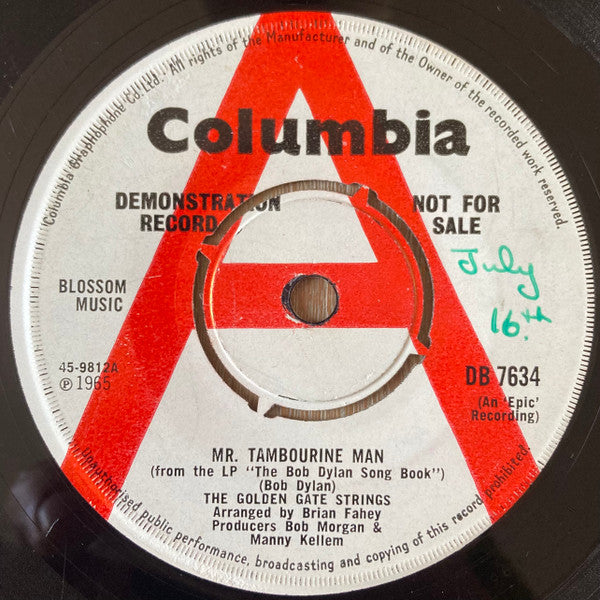 Columbia Graphophone Co. Ltd. · All rights of the Manufacturer and of the Owner of the recorded work reserved.
Columbia
DEMONSTRATION
RECORD
NOT FOR
SALE
July
16th
BLOSSOM
MUSIC
45-9812A
℗ 1965
DB 7634
(An 'Epic'
Recording)
MR. TAMBOURINE MAN
(from the LP "The Bob Dylan Song Book")
(Bob Dylan)
THE GOLDEN GATE STRINGS
Arranged by Brian Fahey
Producers Bob Morgan &
Manny Kellem
Unauthorised public performance, broadcasting and copying of this record prohibited.
A